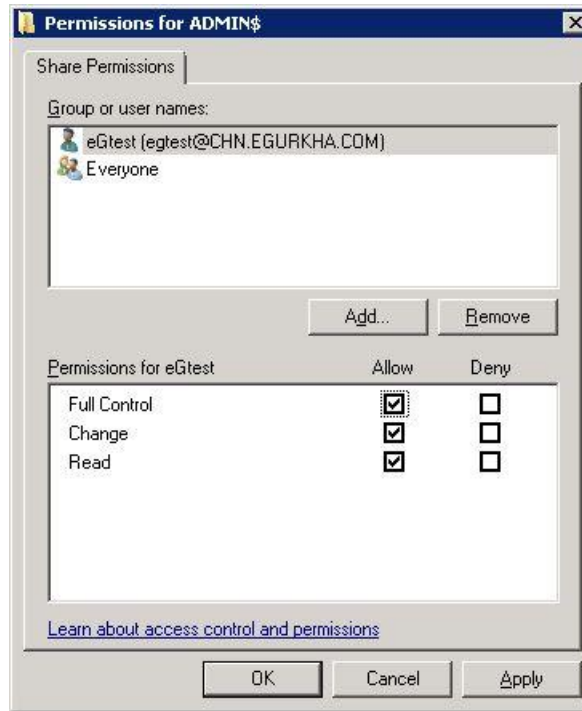 Permissions for ADMIN$
Share Permissions
Group or user names:
eGtest (egtest@CHN.EGURKHA.COM)
Everyone
Add... Remove
Permissions for eGtest Allow Deny
Full Control
Change
Read
Learn about access control and permissions
OK Cancel Apply